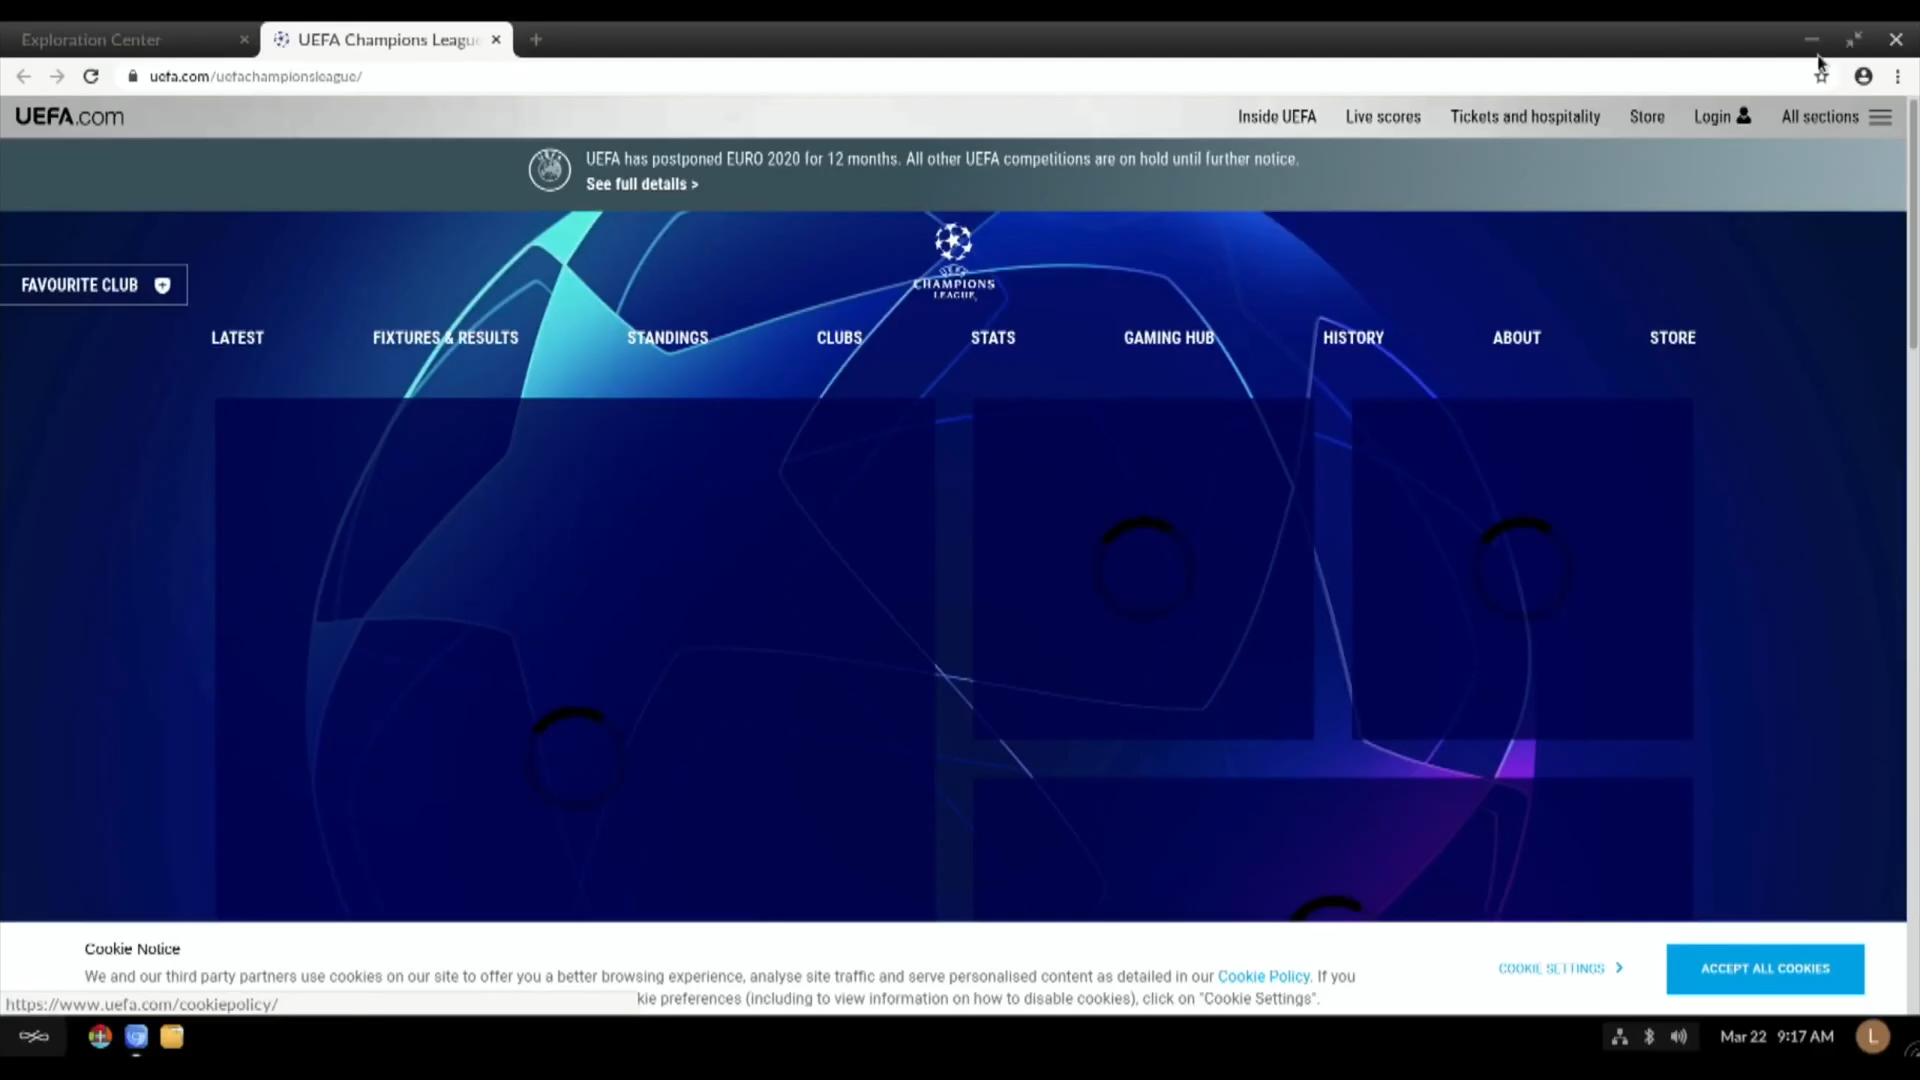 Exploration Center
UEFA Champions Leagu
uefa.com/uefachampionsleague/
UEFA.com
Inside UEFA
Live scores
Tickets and hospitality
Store
Login
All sections
UEFA has postponed EURO 2020 for 12 months. All other UEFA competitions are on hold until further notice.
See full details >
UEFA
CHAMPIONS
LEAGUE
FAVOURITE CLUB
LATEST
FIXTURES & RESULTS
STANDINGS
CLUBS
STATS
GAMING HUB
HISTORY
ABOUT
STORE
Cookie Notice
We and our third party partners use cookies on our site to offer you a better browsing experience, analyse site traffic and serve personalised content as detailed in our Cookie Policy. If you
kie preferences (including to view information on how to disable cookies), click on "Cookie Settings".
COOKIE SETTINGS
ACCEPT ALL COOKIES
https://www.uefa.com/cookiepolicy/
Mar 22 9:17 AM
L